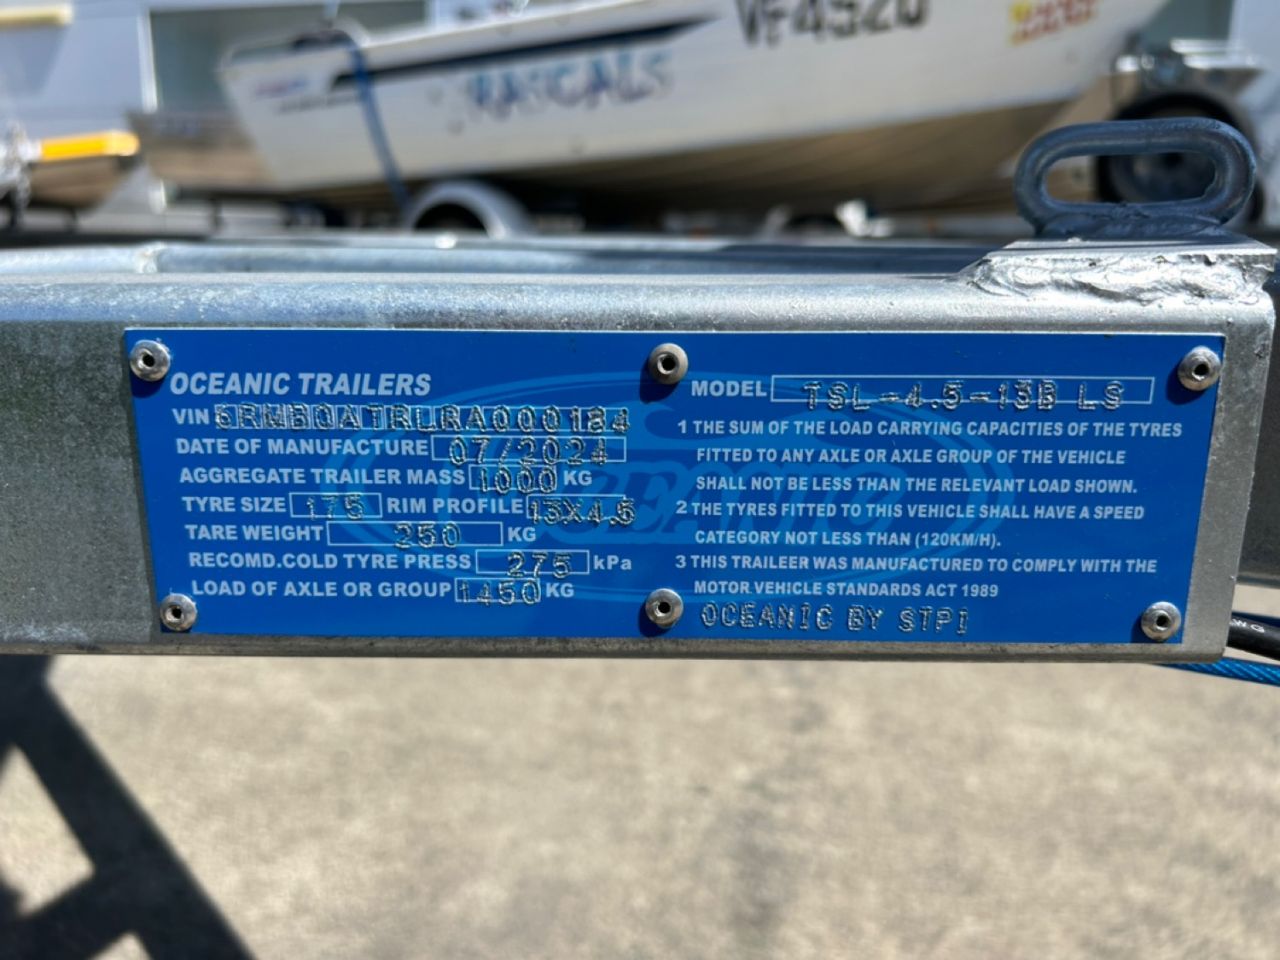 VF4520
RASCALS
OCEANIC TRAILERS
VIN 6RMB0ATRLRA000184
DATE OF MANUFACTURE 07/2024
AGGREGATE TRAILER MASS 1000 KG
TYRE SIZE 175 RIM PROFILE 13X4.5
TARE WEIGHT 250 KG
RECOMD.COLD TYRE PRESS 275 kPa
LOAD OF AXLE OR GROUP 1450 KG
MODEL TSL-4.5-13B LS
1 THE SUM OF THE LOAD CARRYING CAPACITIES OF THE TYRES
FITTED TO ANY AXLE OR AXLE GROUP OF THE VEHICLE
SHALL NOT BE LESS THAN THE RELEVANT LOAD SHOWN.
2 THE TYRES FITTED TO THIS VEHICLE SHALL HAVE A SPEED
CATEGORY NOT LESS THAN (120KM/H).
3 THIS TRAILEER WAS MANUFACTURED TO COMPLY WITH THE
MOTOR VEHICLE STANDARDS ACT 1989
OCEANIC BY STPI
OCEANIC